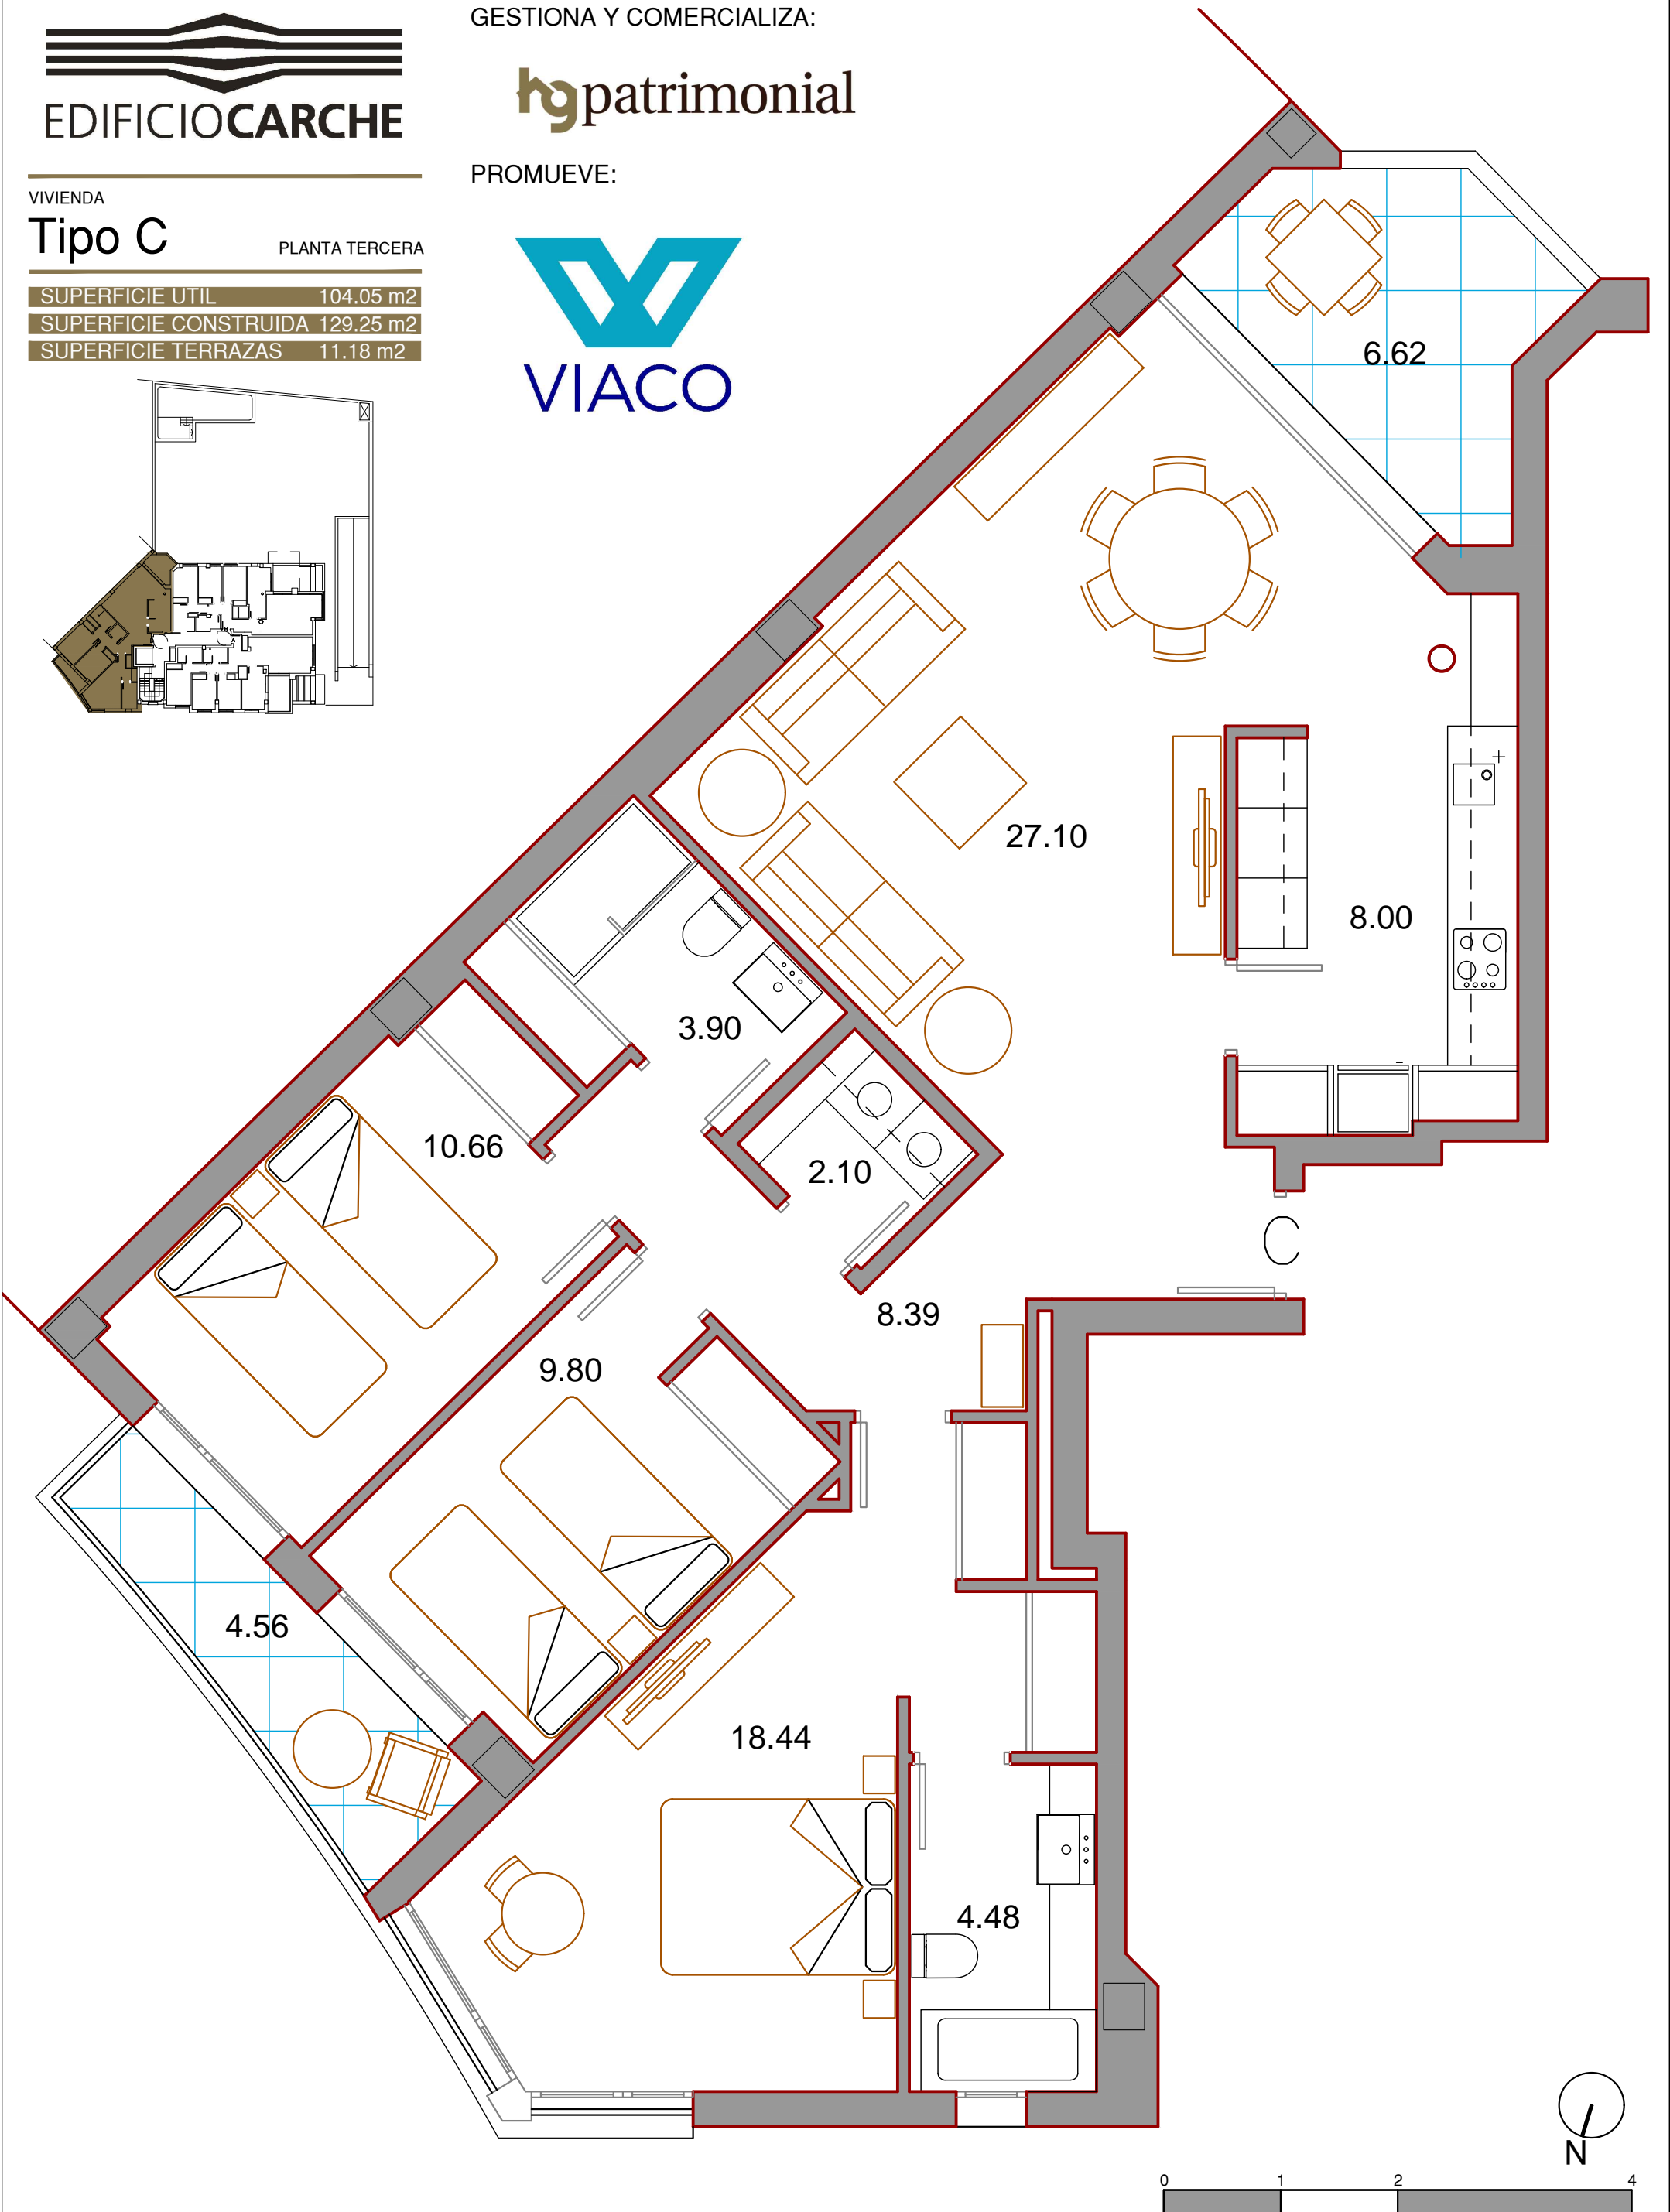 EDIFICIOCARCHE
VIVIENDA
Tipo C
PLANTA TERCERA
SUPERFICIE UTIL 104.05 m2
SUPERFICIE CONSTRUIDA 129.25 m2
SUPERFICIE TERRAZAS 11.18 m2
GESTIONA Y COMERCIALIZA:
hgpatrimonial
PROMUEVE:
VIACO
6.62
27.10
8.00
3.90
10.66
2.10
C
8.39
9.80
4.56
18.44
4.48
N
0 1 2 4